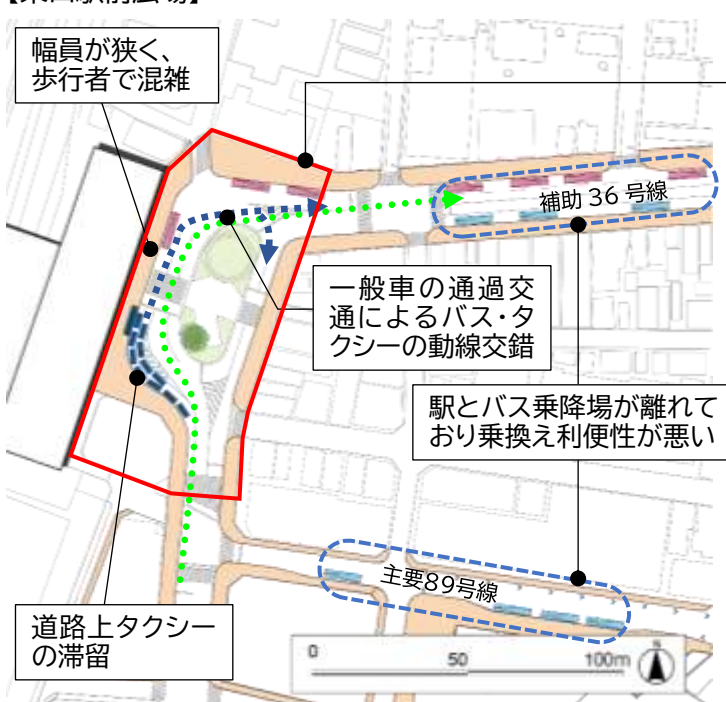 幅員が狭く、
歩行者で混雑
補助36号線
一般車の通過交
通によるバス・タ
クシーの動線交錯
駅とバス乗降場が離れて
おり乗換え利便性が悪い
主要89号線
道路上タクシー
の滞留
0 50 100m